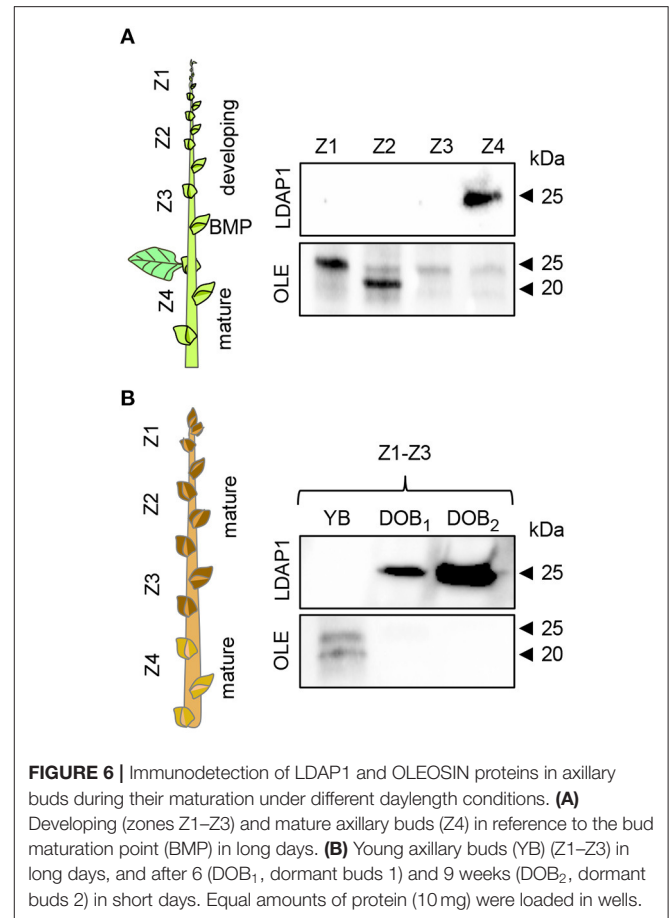 A
Z1
Z2
Z3
Z4
developing
BMP
mature
Z1 Z2 Z3 Z4
kDa
LDAP1
25
OLE
25
20
B
Z1
Z2
Z3
Z4
mature
mature
Z1-Z3
YB DOB₁ DOB₂
kDa
LDAP1
25
OLE
25
20
FIGURE 6 | Immunodetection of LDAP1 and OLEOSIN proteins in axillary
buds during their maturation under different daylength conditions. (A)
Developing (zones Z1–Z3) and mature axillary buds (Z4) in reference to the bud
maturation point (BMP) in long days. (B) Young axillary buds (YB) (Z1–Z3) in
long days, and after 6 (DOB₁, dormant buds 1) and 9 weeks (DOB₂, dormant
buds 2) in short days. Equal amounts of protein (10 mg) were loaded in wells.